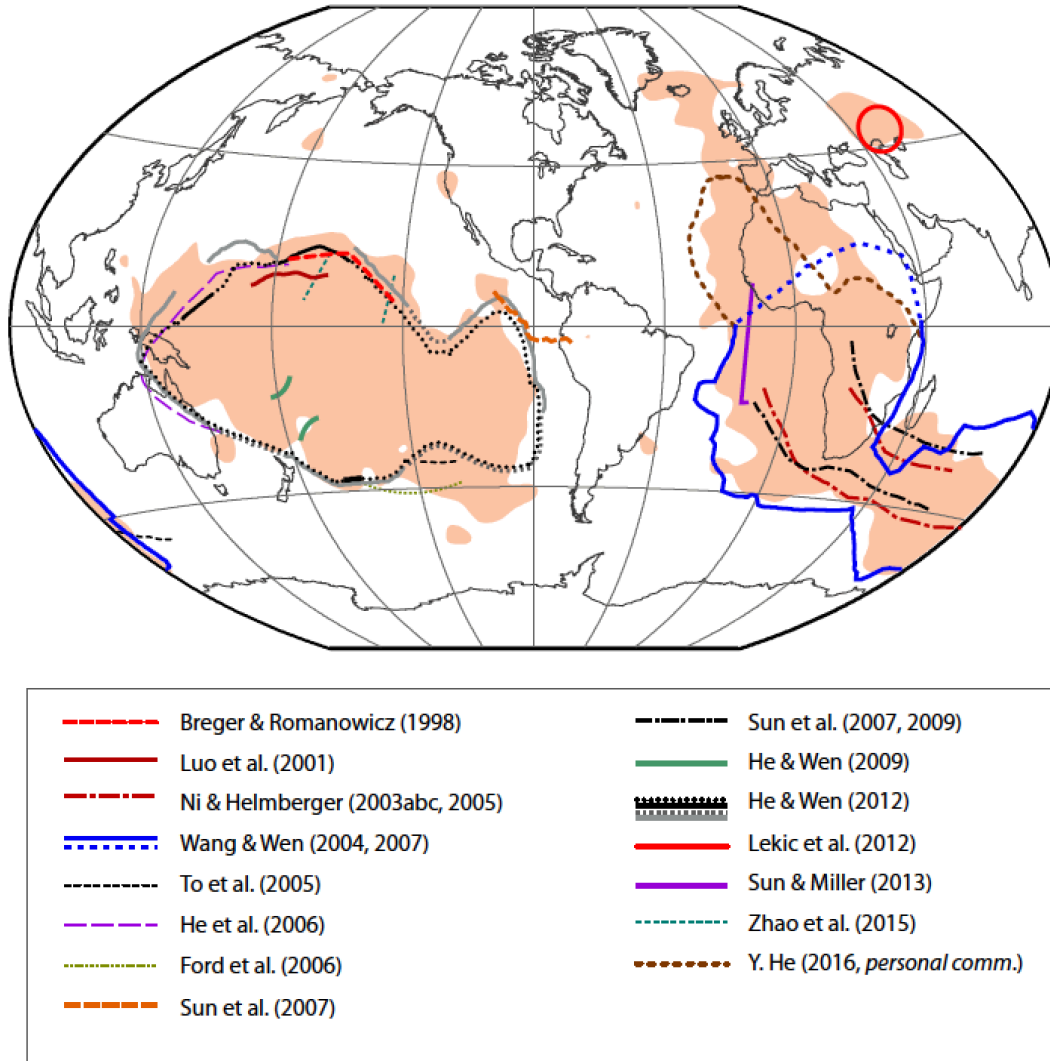 Breger & Romanowicz (1998)
Luo et al. (2001)
Ni & Helmberger (2003abc, 2005)
Wang & Wen (2004, 2007)
To et al. (2005)
He et al. (2006)
Ford et al. (2006)
Sun et al. (2007)
Sun et al. (2007, 2009)
He & Wen (2009)
He & Wen (2012)
Lekic et al. (2012)
Sun & Miller (2013)
Zhao et al. (2015)
Y. He (2016, personal comm.)